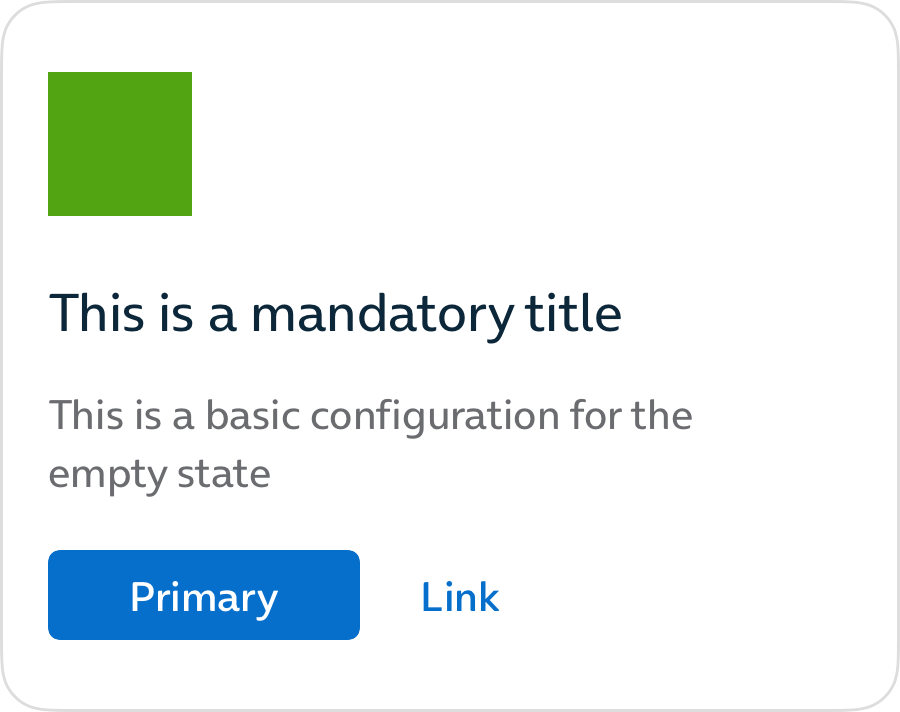 This is a mandatory title
This is a basic configuration for the
empty state
Primary
Link